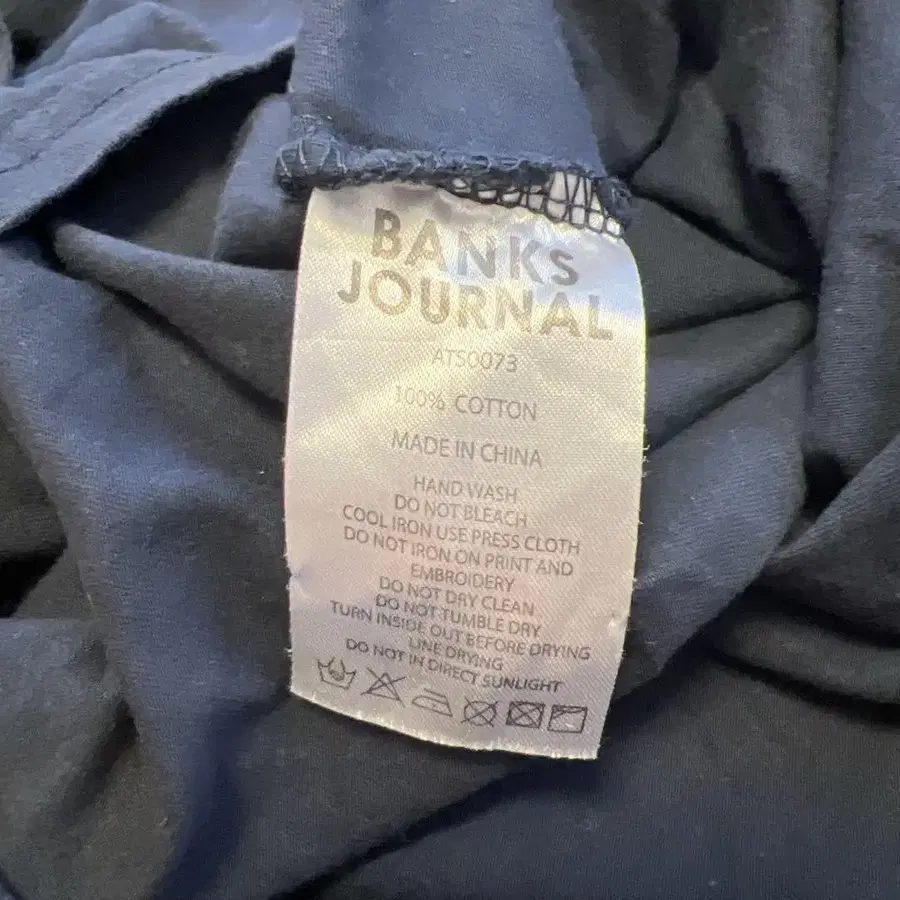 BANKS
JOURNAL
ATS0073
100% COTTON
MADE IN CHINA
HAND WASH
DO NOT BLEACH
COOL IRON USE PRESS CLOTH
DO NOT IRON ON PRINT AND
EMBROIDERY
DO NOT DRY CLEAN
DO NOT TUMBLE DRY
TURN INSIDE OUT BEFORE DRYING
LINE DRYING
DO NOT IN DIRECT SUNLIGHT